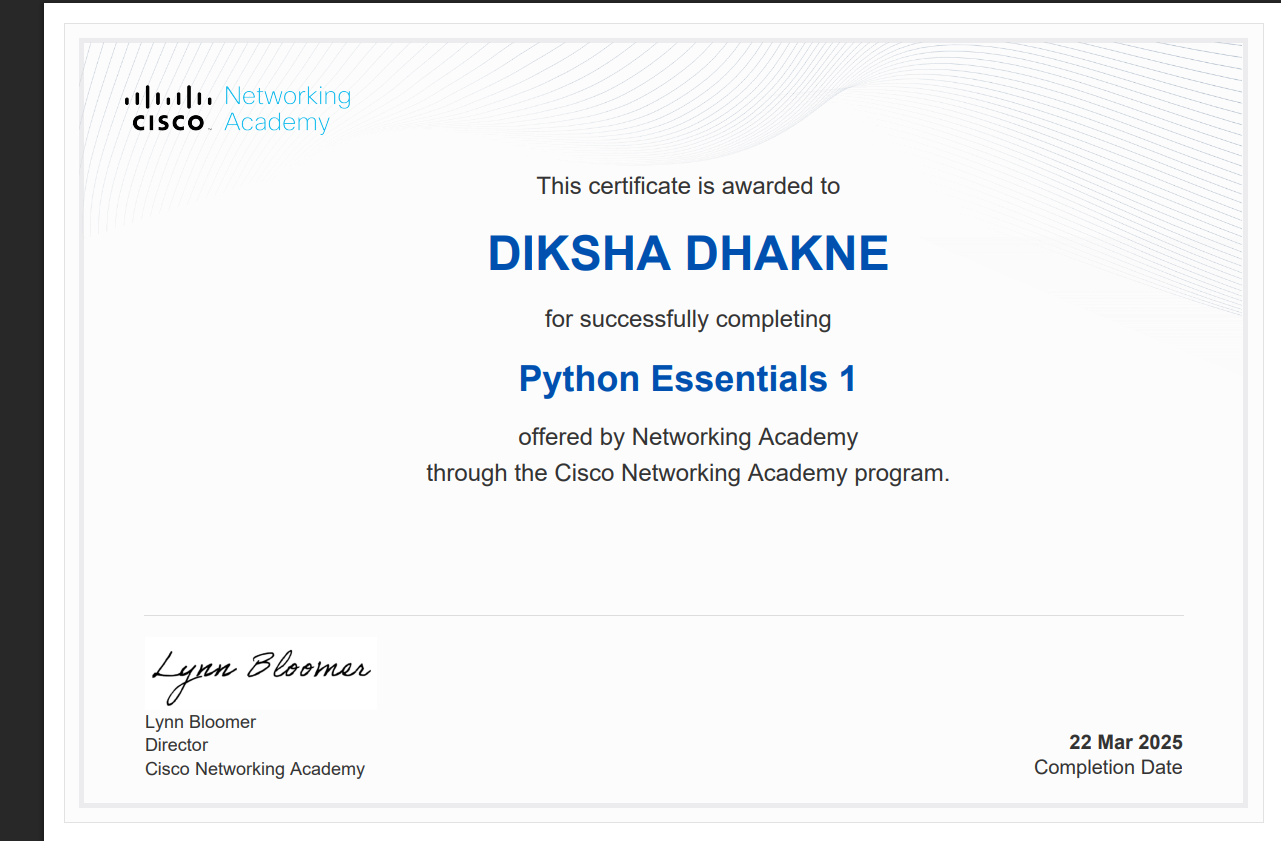 CISCO Networking
Academy
This certificate is awarded to
DIKSHA DHAKNE
for successfully completing
Python Essentials 1
offered by Networking Academy
through the Cisco Networking Academy program.
Lynn Bloomer
Lynn Bloomer
Director
Cisco Networking Academy
22 Mar 2025
Completion Date